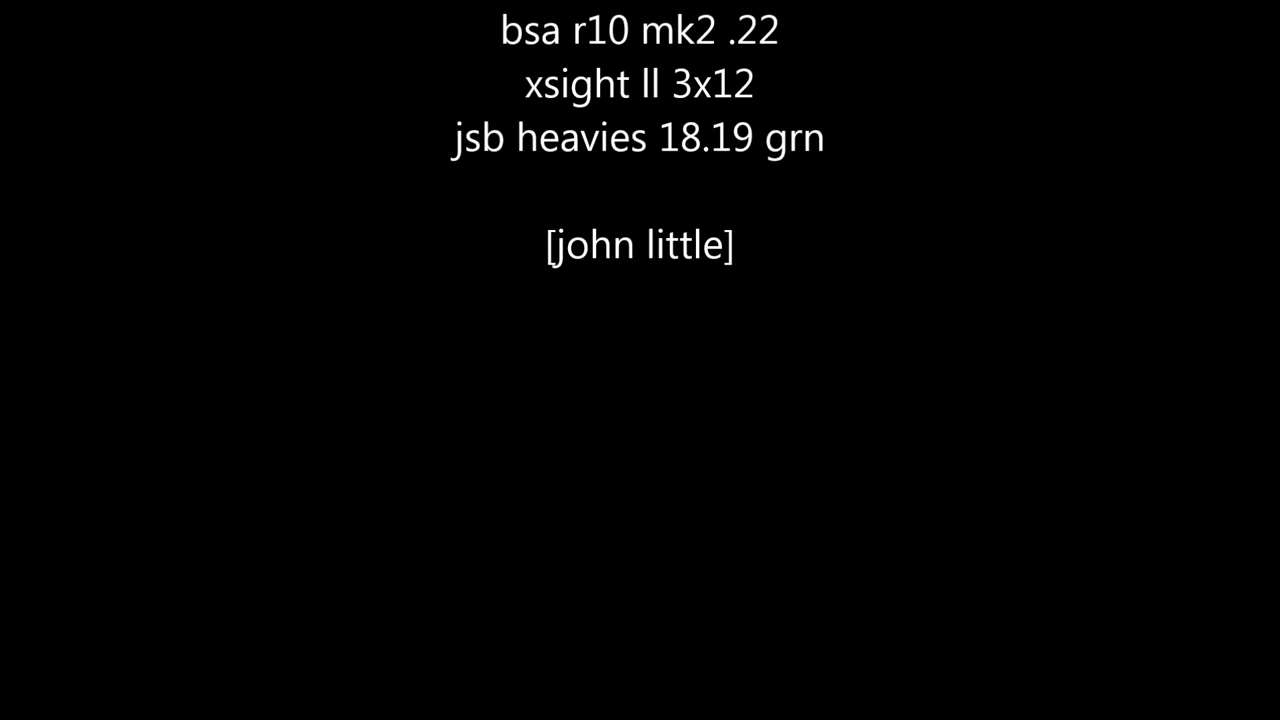 bsa r10 mk2 .22
xsight ll 3x12
jsb heavies 18.19 grn
[john little]